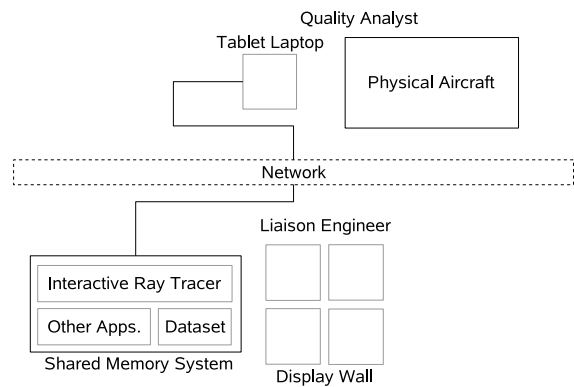 Quality Analyst
Tablet Laptop
Physical Aircraft
Network
Liaison Engineer
Interactive Ray Tracer
Other Apps.
Dataset
Shared Memory System
Display Wall